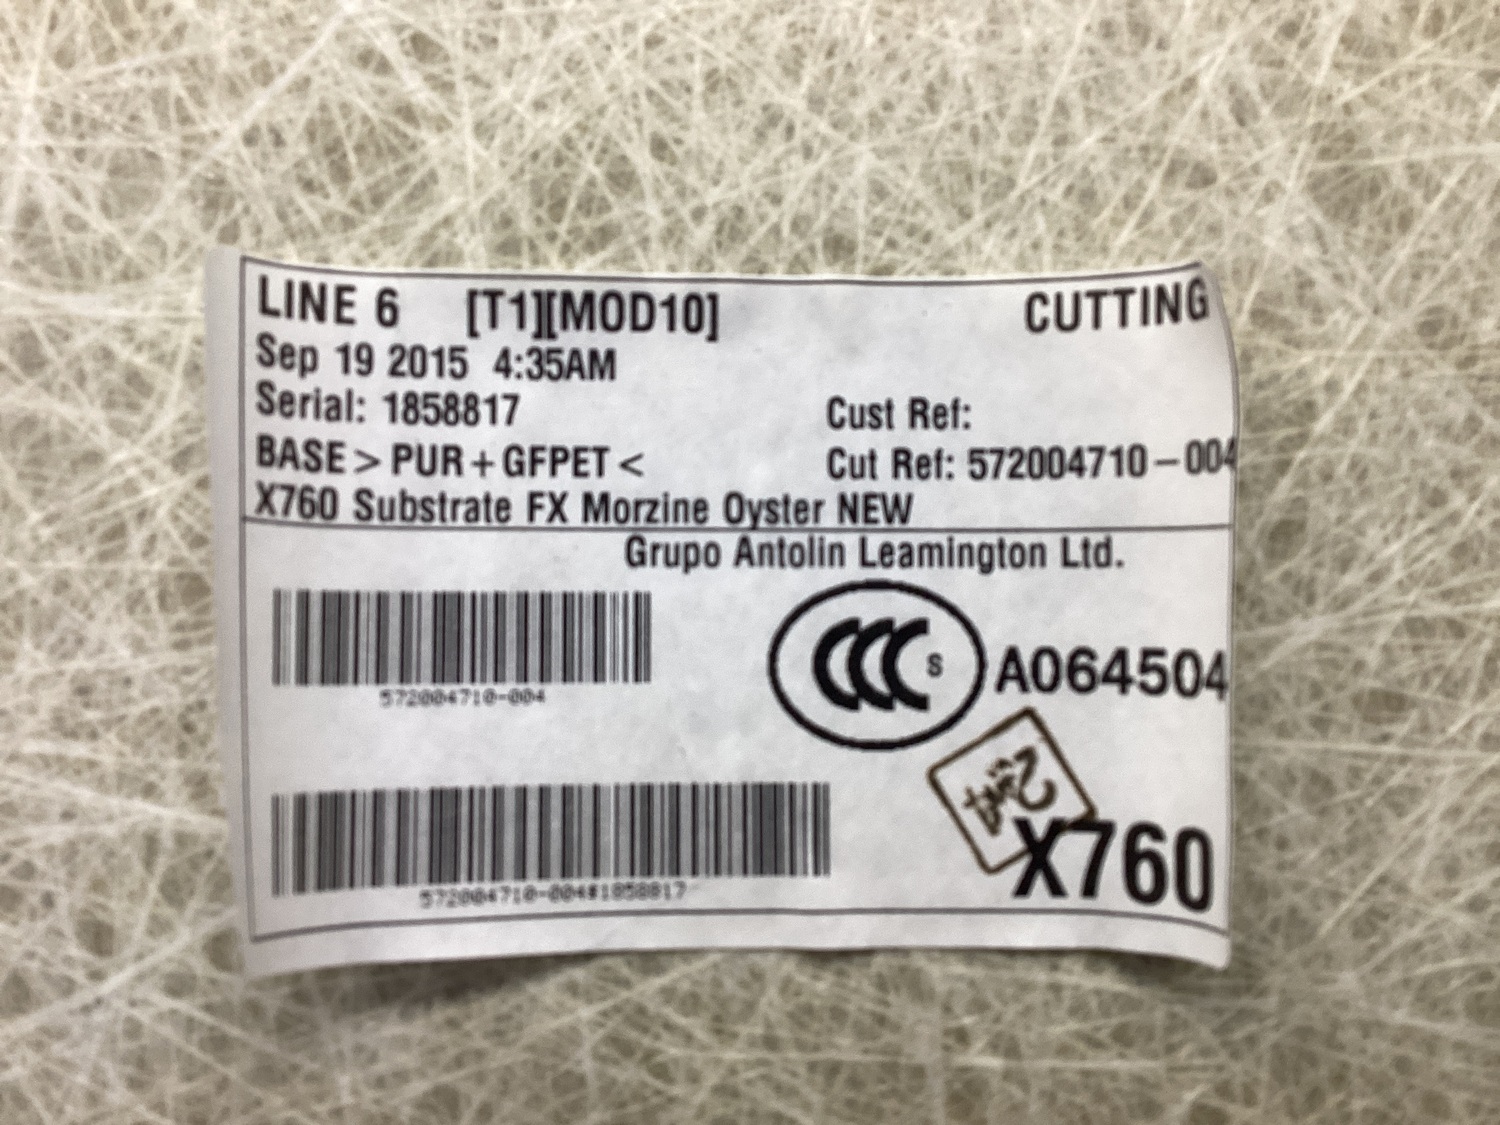 LINE 6 [T1][MOD10] CUTTING
Sep 19 2015 4:35AM
Serial: 1858817 Cust Ref:
BASE > PUR + GFPET < Cut Ref: 572004710-004
X760 Substrate FX Morzine Oyster NEW
Grupo Antolin Leamington Ltd.
CCC S A064504
572004710-004
X760
572004710-004#1858817